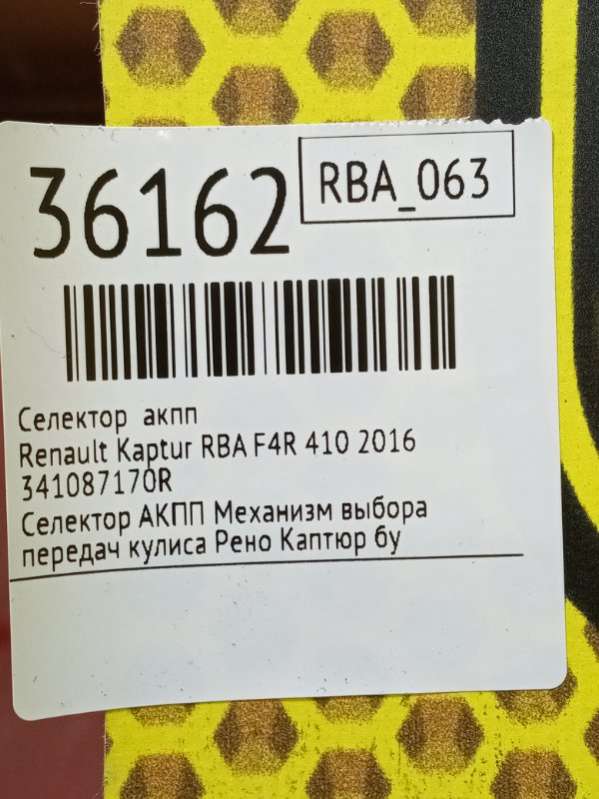 36162
RBA_063
Селектор акпп
Renault Kaptur RBA F4R 410 2016
341087170R
Селектор АКПП Механизм выбора
передач кулиса Рено Каптюр бу